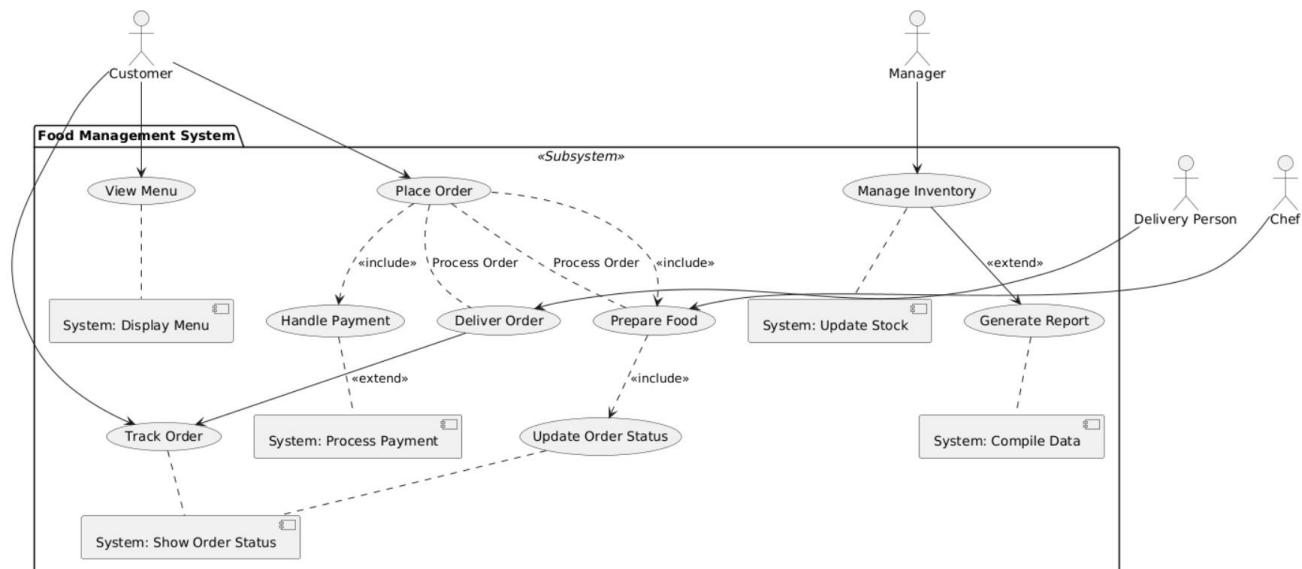 Customer
Manager
Food Management System
«Subsystem»
View Menu
Place Order
Manage Inventory
Delivery Person
Chef
«include»
Process Order
Process Order
«include»
«extend»
System: Display Menu
Handle Payment
Deliver Order
Prepare Food
System: Update Stock
Generate Report
«extend»
«include»
Track Order
System: Process Payment
Update Order Status
System: Compile Data
System: Show Order Status